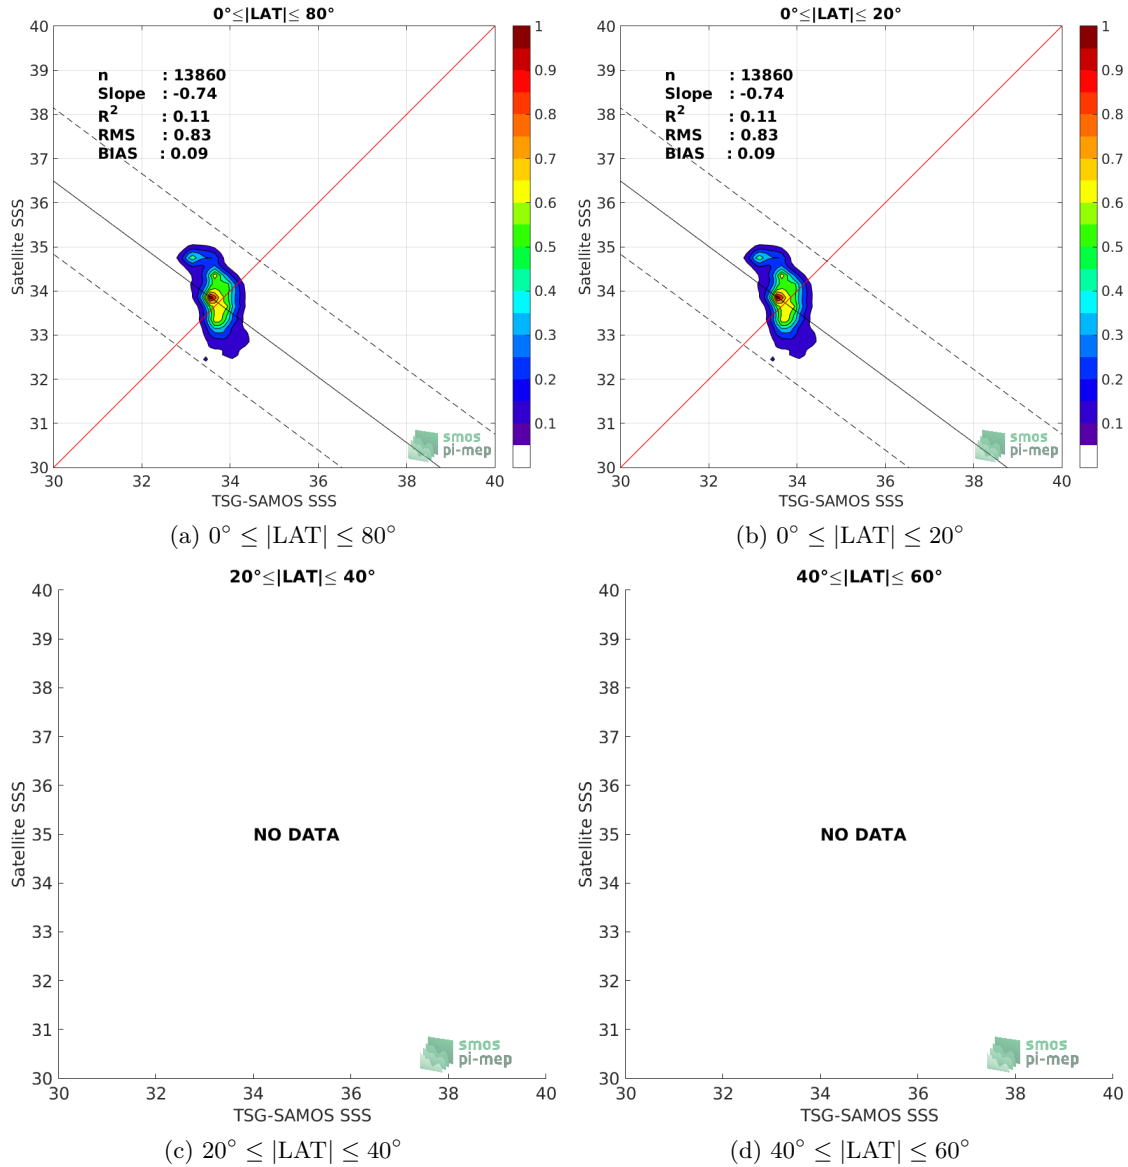 0°≤|LAT|≤ 80°
40
39
38
37
36
35
34
33
32
31
30
Satellite SSS
n : 13860
Slope : -0.74
R² : 0.11
RMS : 0.83
BIAS : 0.09
smos
pi-mep
30 32 34 36 38 40
TSG-SAMOS SSS
1
0.9
0.8
0.7
0.6
0.5
0.4
0.3
0.2
0.1
(a) 0° ≤ |LAT| ≤ 80°
0°≤|LAT|≤ 20°
40
39
38
37
36
35
34
33
32
31
30
Satellite SSS
n : 13860
Slope : -0.74
R² : 0.11
RMS : 0.83
BIAS : 0.09
smos
pi-mep
30 32 34 36 38 40
TSG-SAMOS SSS
1
0.9
0.8
0.7
0.6
0.5
0.4
0.3
0.2
0.1
(b) 0° ≤ |LAT| ≤ 20°
20°≤|LAT|≤ 40°
40
39
38
37
36
35
34
33
32
31
30
Satellite SSS
NO DATA
smos
pi-mep
30 32 34 36 38 40
TSG-SAMOS SSS
(c) 20° ≤ |LAT| ≤ 40°
40°≤|LAT|≤ 60°
40
39
38
37
36
35
34
33
32
31
30
Satellite SSS
NO DATA
smos
pi-mep
30 32 34 36 38 40
TSG-SAMOS SSS
(d) 40° ≤ |LAT| ≤ 60°